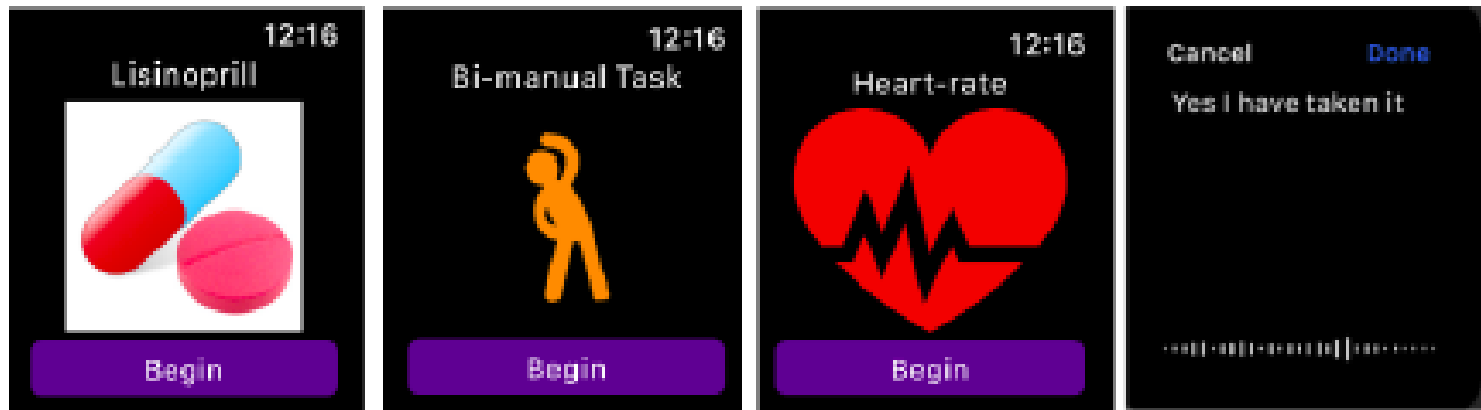 12:16
Lisinoprill
Begin
12:16
Bi-manual Task
Begin
12:16
Heart-rate
Begin
Cancel Done
Yes I have taken it